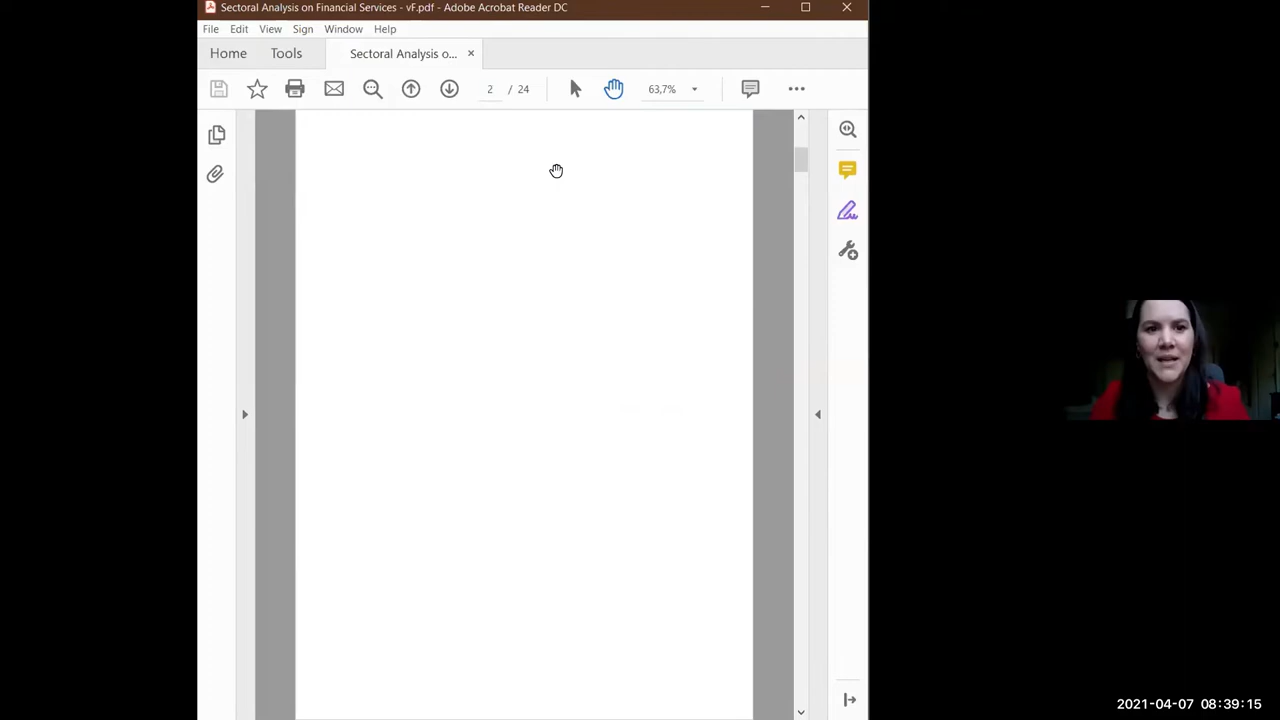 Sectoral Analysis on Financial Services - vF.pdf - Adobe Acrobat Reader DC
File Edit View Sign Window Help
Home Tools Sectoral Analysis o... ×
2 / 24 63,7%
2021-04-07 08:39:15